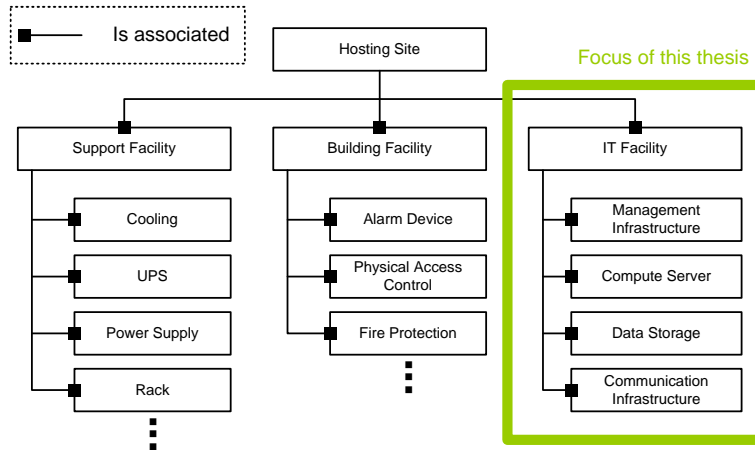 Is associated
Hosting Site
Focus of this thesis
Support Facility
Building Facility
IT Facility
Cooling
UPS
Power Supply
Rack
Alarm Device
Physical Access
Control
Fire Protection
Management
Infrastructure
Compute Server
Data Storage
Communication
Infrastructure